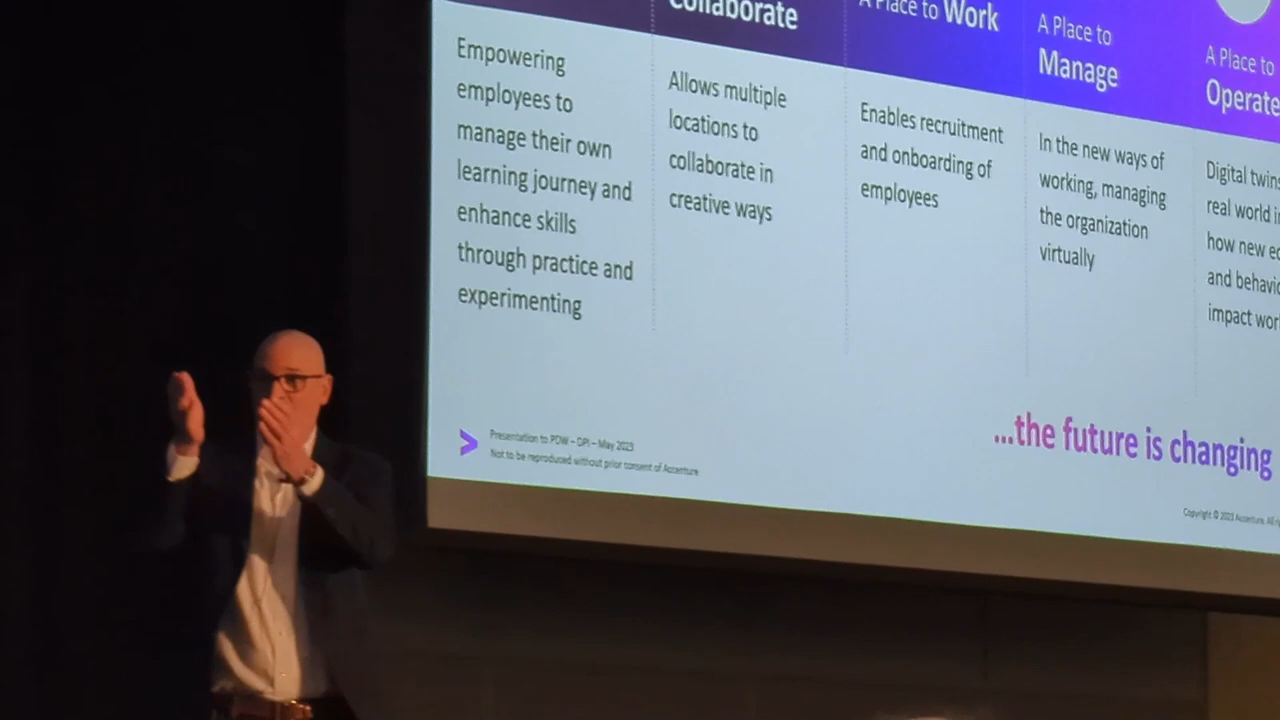 Collaborate
A Place to Work
A Place to
Manage
A Place to
Operate
Empowering
employees to
manage their own
learning journey and
enhance skills
through practice and
experimenting
Allows multiple
locations to
collaborate in
creative ways
Enables recruitment
and onboarding of
employees
In the new ways of
working, managing
the organization
virtually
Digital twins
real world
how new
and
impact
...the future is changing
Presentation to PDW – DPI – May 2023
Not to be reproduced without prior consent of Accenture
Copyright © 2023 Accenture. All